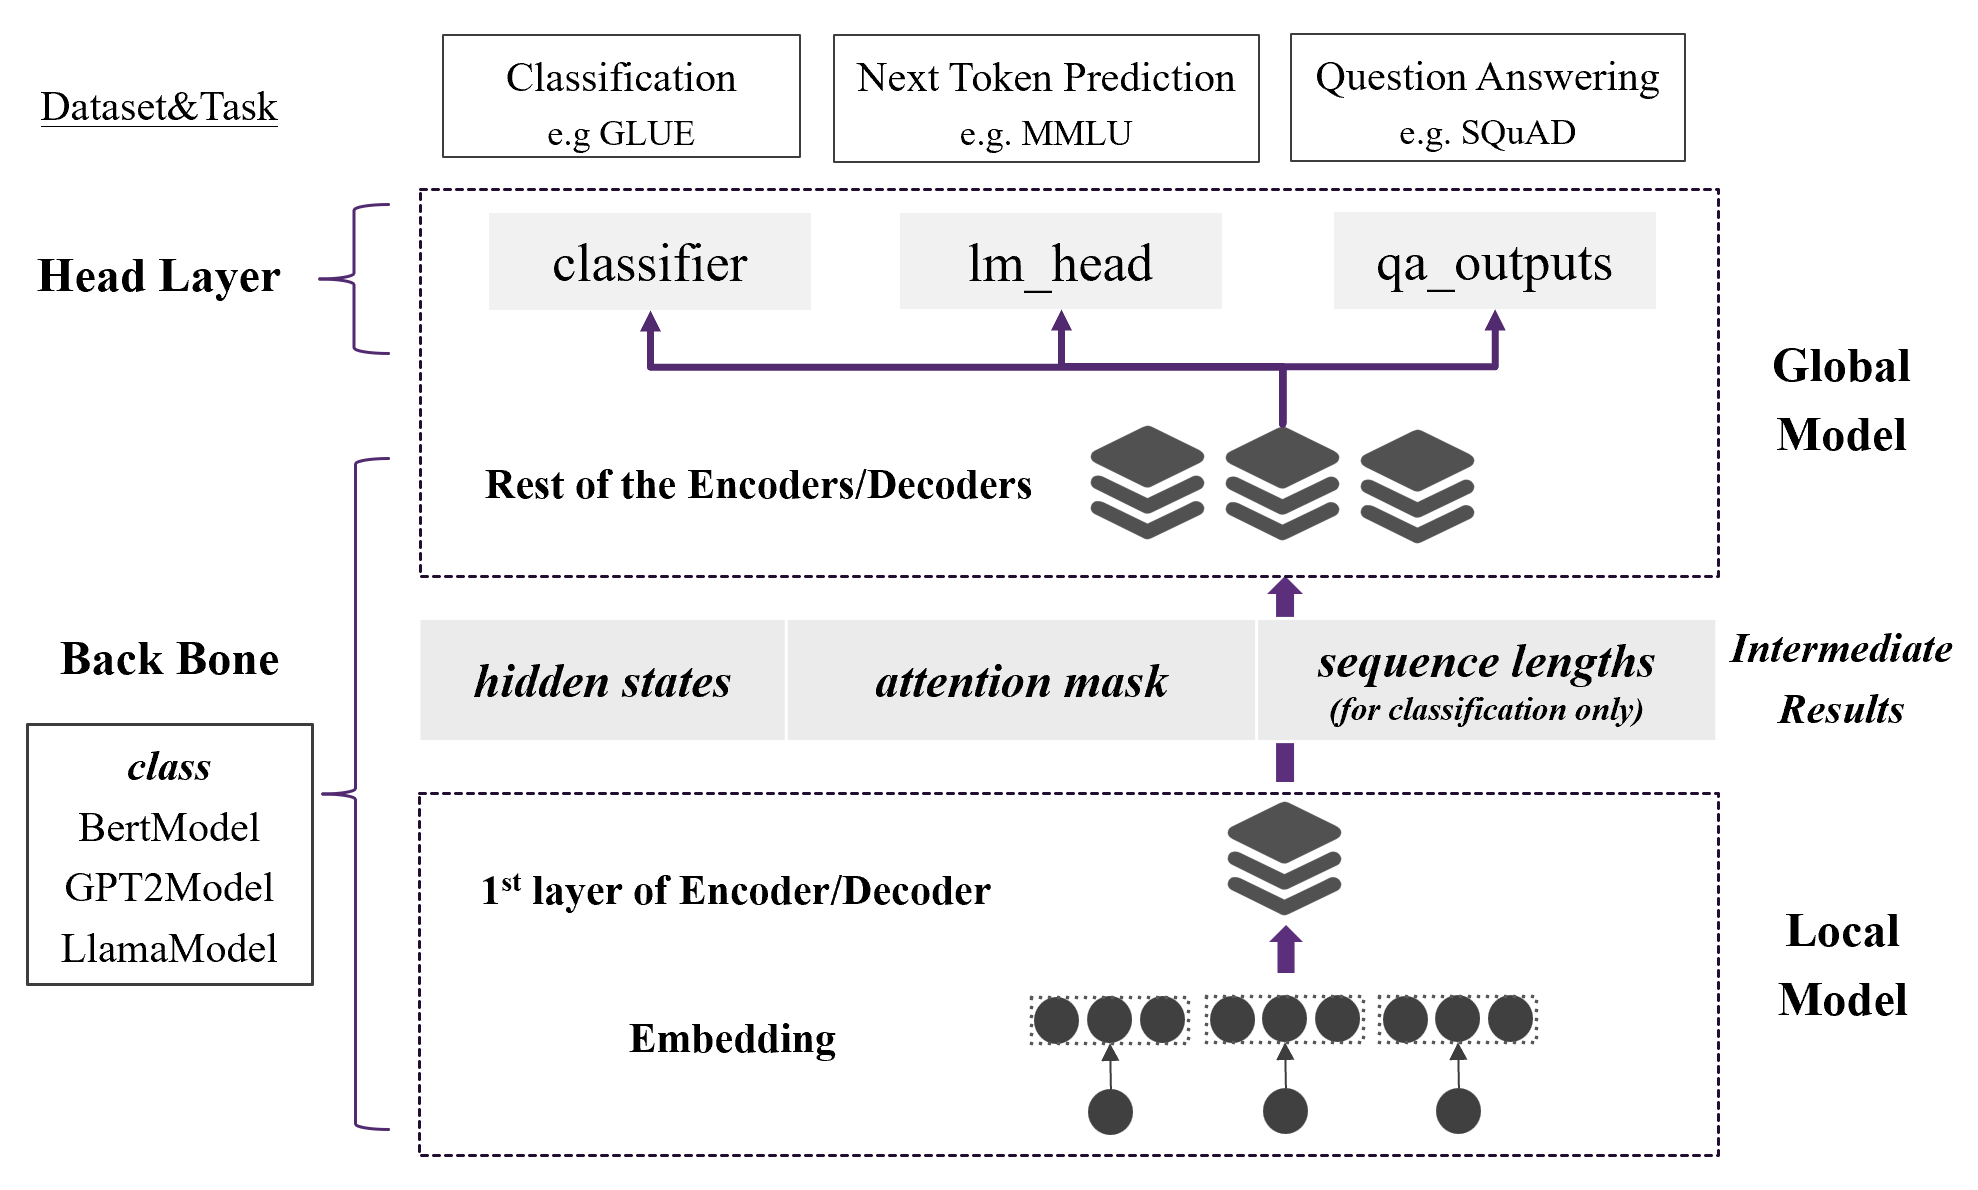 Dataset&Task
Classification
e.g GLUE
Next Token Prediction
e.g. MMLU
Question Answering
e.g. SQuAD
Head Layer
classifier
lm_head
qa_outputs
Global
Model
Rest of the Encoders/Decoders
Back Bone
class
BertModel
GPT2Model
LlamaModel
hidden states
attention mask
sequence lengths
(for classification only)
Intermediate
Results
1st layer of Encoder/Decoder
Embedding
Local
Model